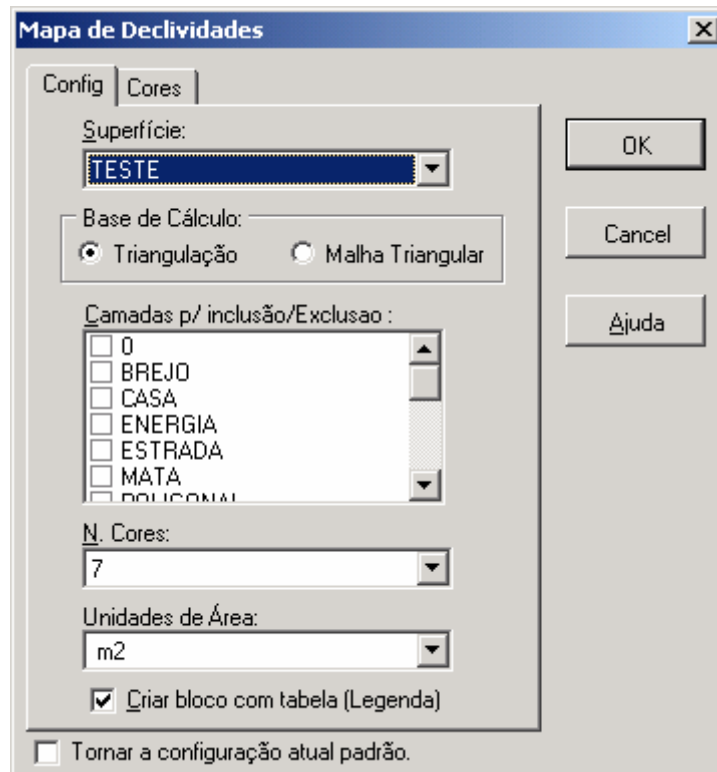 Mapa de Declividades
Config Cores
Superfície:
TESTE
OK
Base de Cálculo:
Triangulação Malha Triangular
Cancel
Camadas p/ inclusão/Exclusao :
Ajuda
0
BREJO
CASA
ENERGIA
ESTRADA
MATA
POLIGONAL
N. Cores:
7
Unidades de Área:
m2
Criar bloco com tabela (Legenda)
Tornar a configuração atual padrão.